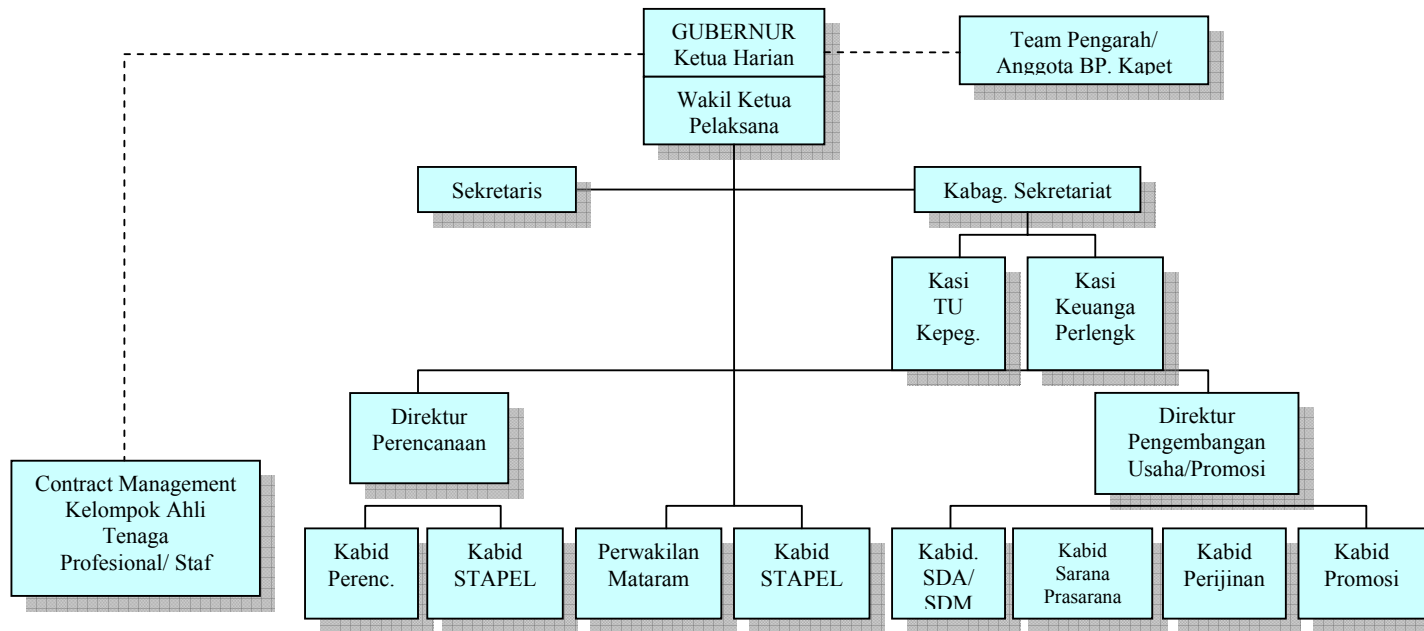 GUBERNUR
Ketua Harian
Wakil Ketua
Pelaksana
Team Pengarah/
Anggota BP. Kapet
Sekretaris
Kabag. Sekretariat
Kasi
TU
Kepeg.
Kasi
Keuanga
Perlengk
Direktur
Perencanaan
Direktur
Pengembangan
Usaha/Promosi
Contract Management
Kelompok Ahli
Tenaga
Profesional/ Staf
Kabid
Perenc.
Kabid
STAPEL
Perwakilan
Mataram
Kabid
STAPEL
Kabid.
SDA/
SDM
Kabid
Sarana
Prasarana
Kabid
Perijinan
Kabid
Promosi